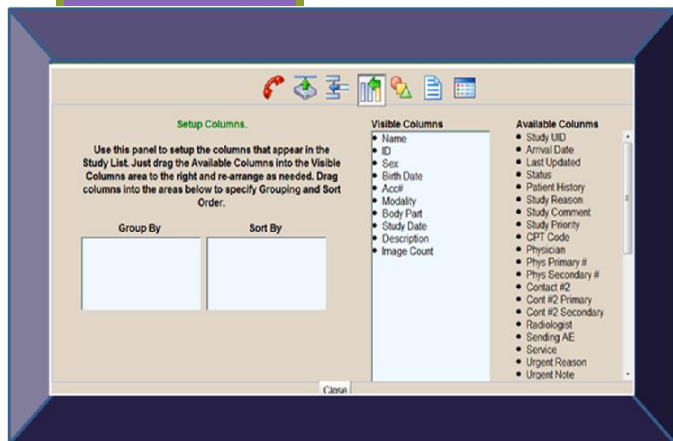 Setup Columns.
Use this panel to setup the columns that appear in the
Study List. Just drag the Available Columns into the Visible
Columns area to the right and re-arrange as needed. Drag
columns into the areas below to specify Grouping and Sort
Order.
Group By
Sort By
Visible Columns
Name
ID
Sex
Birth Date
Acc#
Modality
Body Part
Study Date
Description
Image Count
Available Columns
Study UID
Arrival Date
Last Updated
Status
Patient History
Study Reason
Study Comment
Study Priority
CPT Code
Physician
Phys Primary #
Phys Secondary #
Contact #2
Cont #2 Primary
Cont #2 Secondary
Radiologist
Sending AE
Service
Urgent Reason
Urgent Note
Close